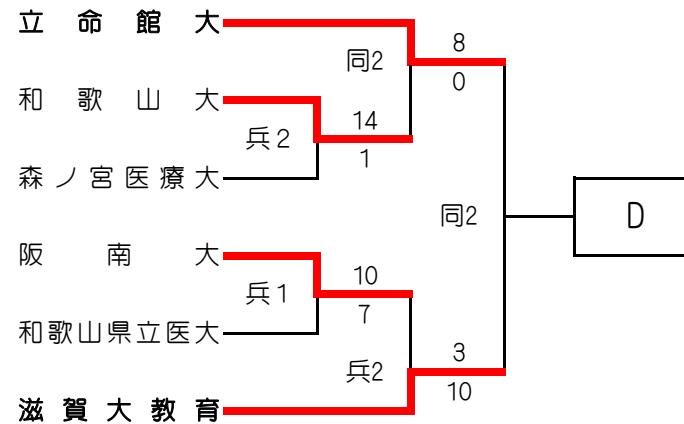 立命館大
同2
8
0
和歌山大
兵２
14
1
森ノ宮医療大
同2
D
阪南大
兵１
10
7
和歌山県立医大
兵2
3
10
滋賀大教育